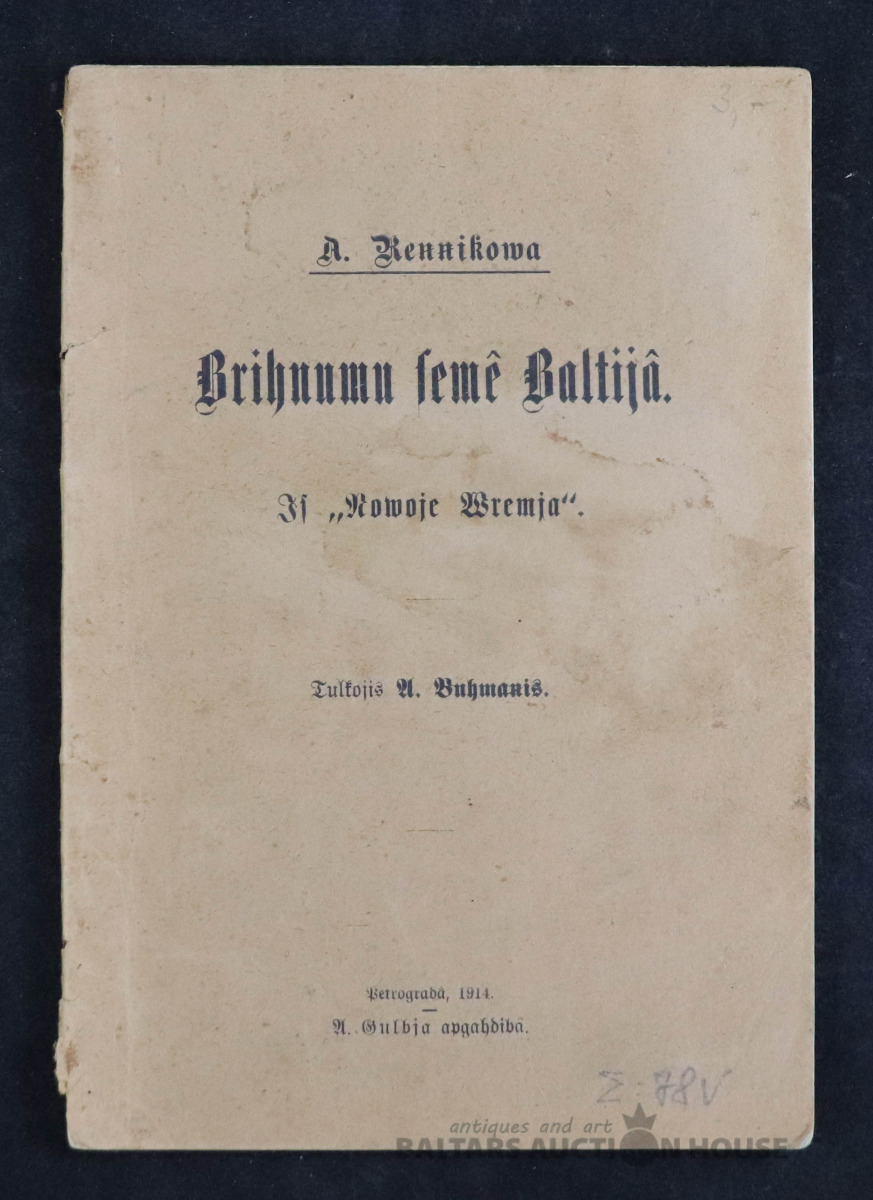 3,-
A. Rennikowa
Brihnumu ſemê Baltijâ.
Iſ „Nowoje Wremja“.
Tulkojis A. Buhmanis.
Petrogradâ, 1914.
A. Gulbja apgahdibâ.
Σ:78V
antiques and art
BALTARS AUCTION HOUSE